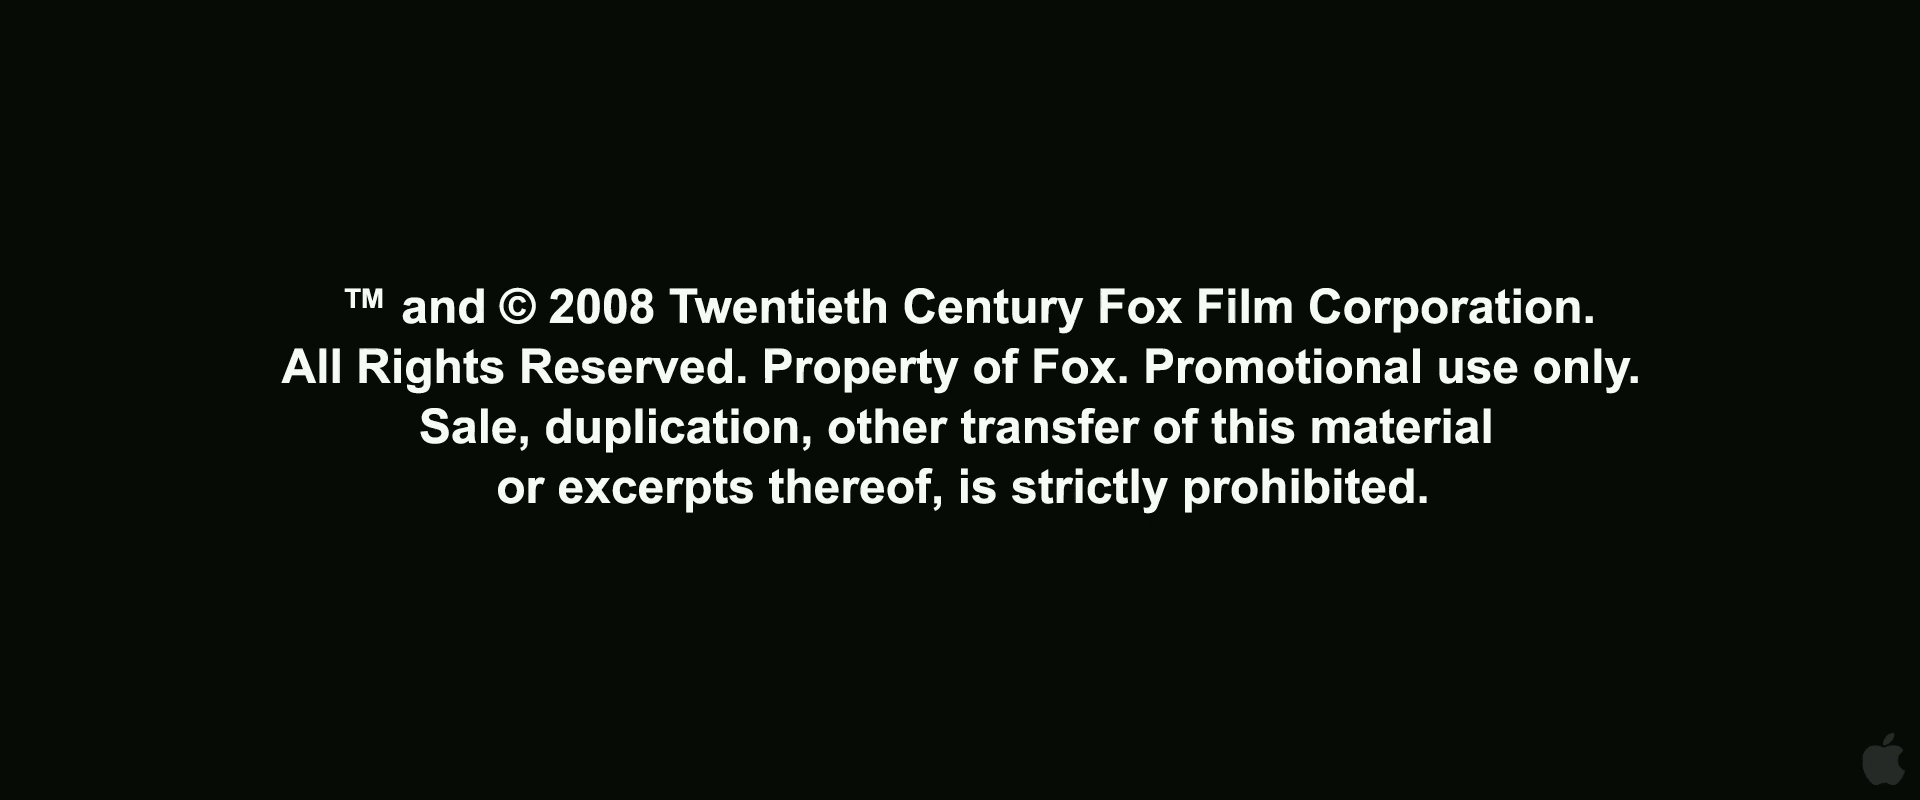 ™ and © 2008 Twentieth Century Fox Film Corporation.
All Rights Reserved. Property of Fox. Promotional use only.
Sale, duplication, other transfer of this material
or excerpts thereof, is strictly prohibited.